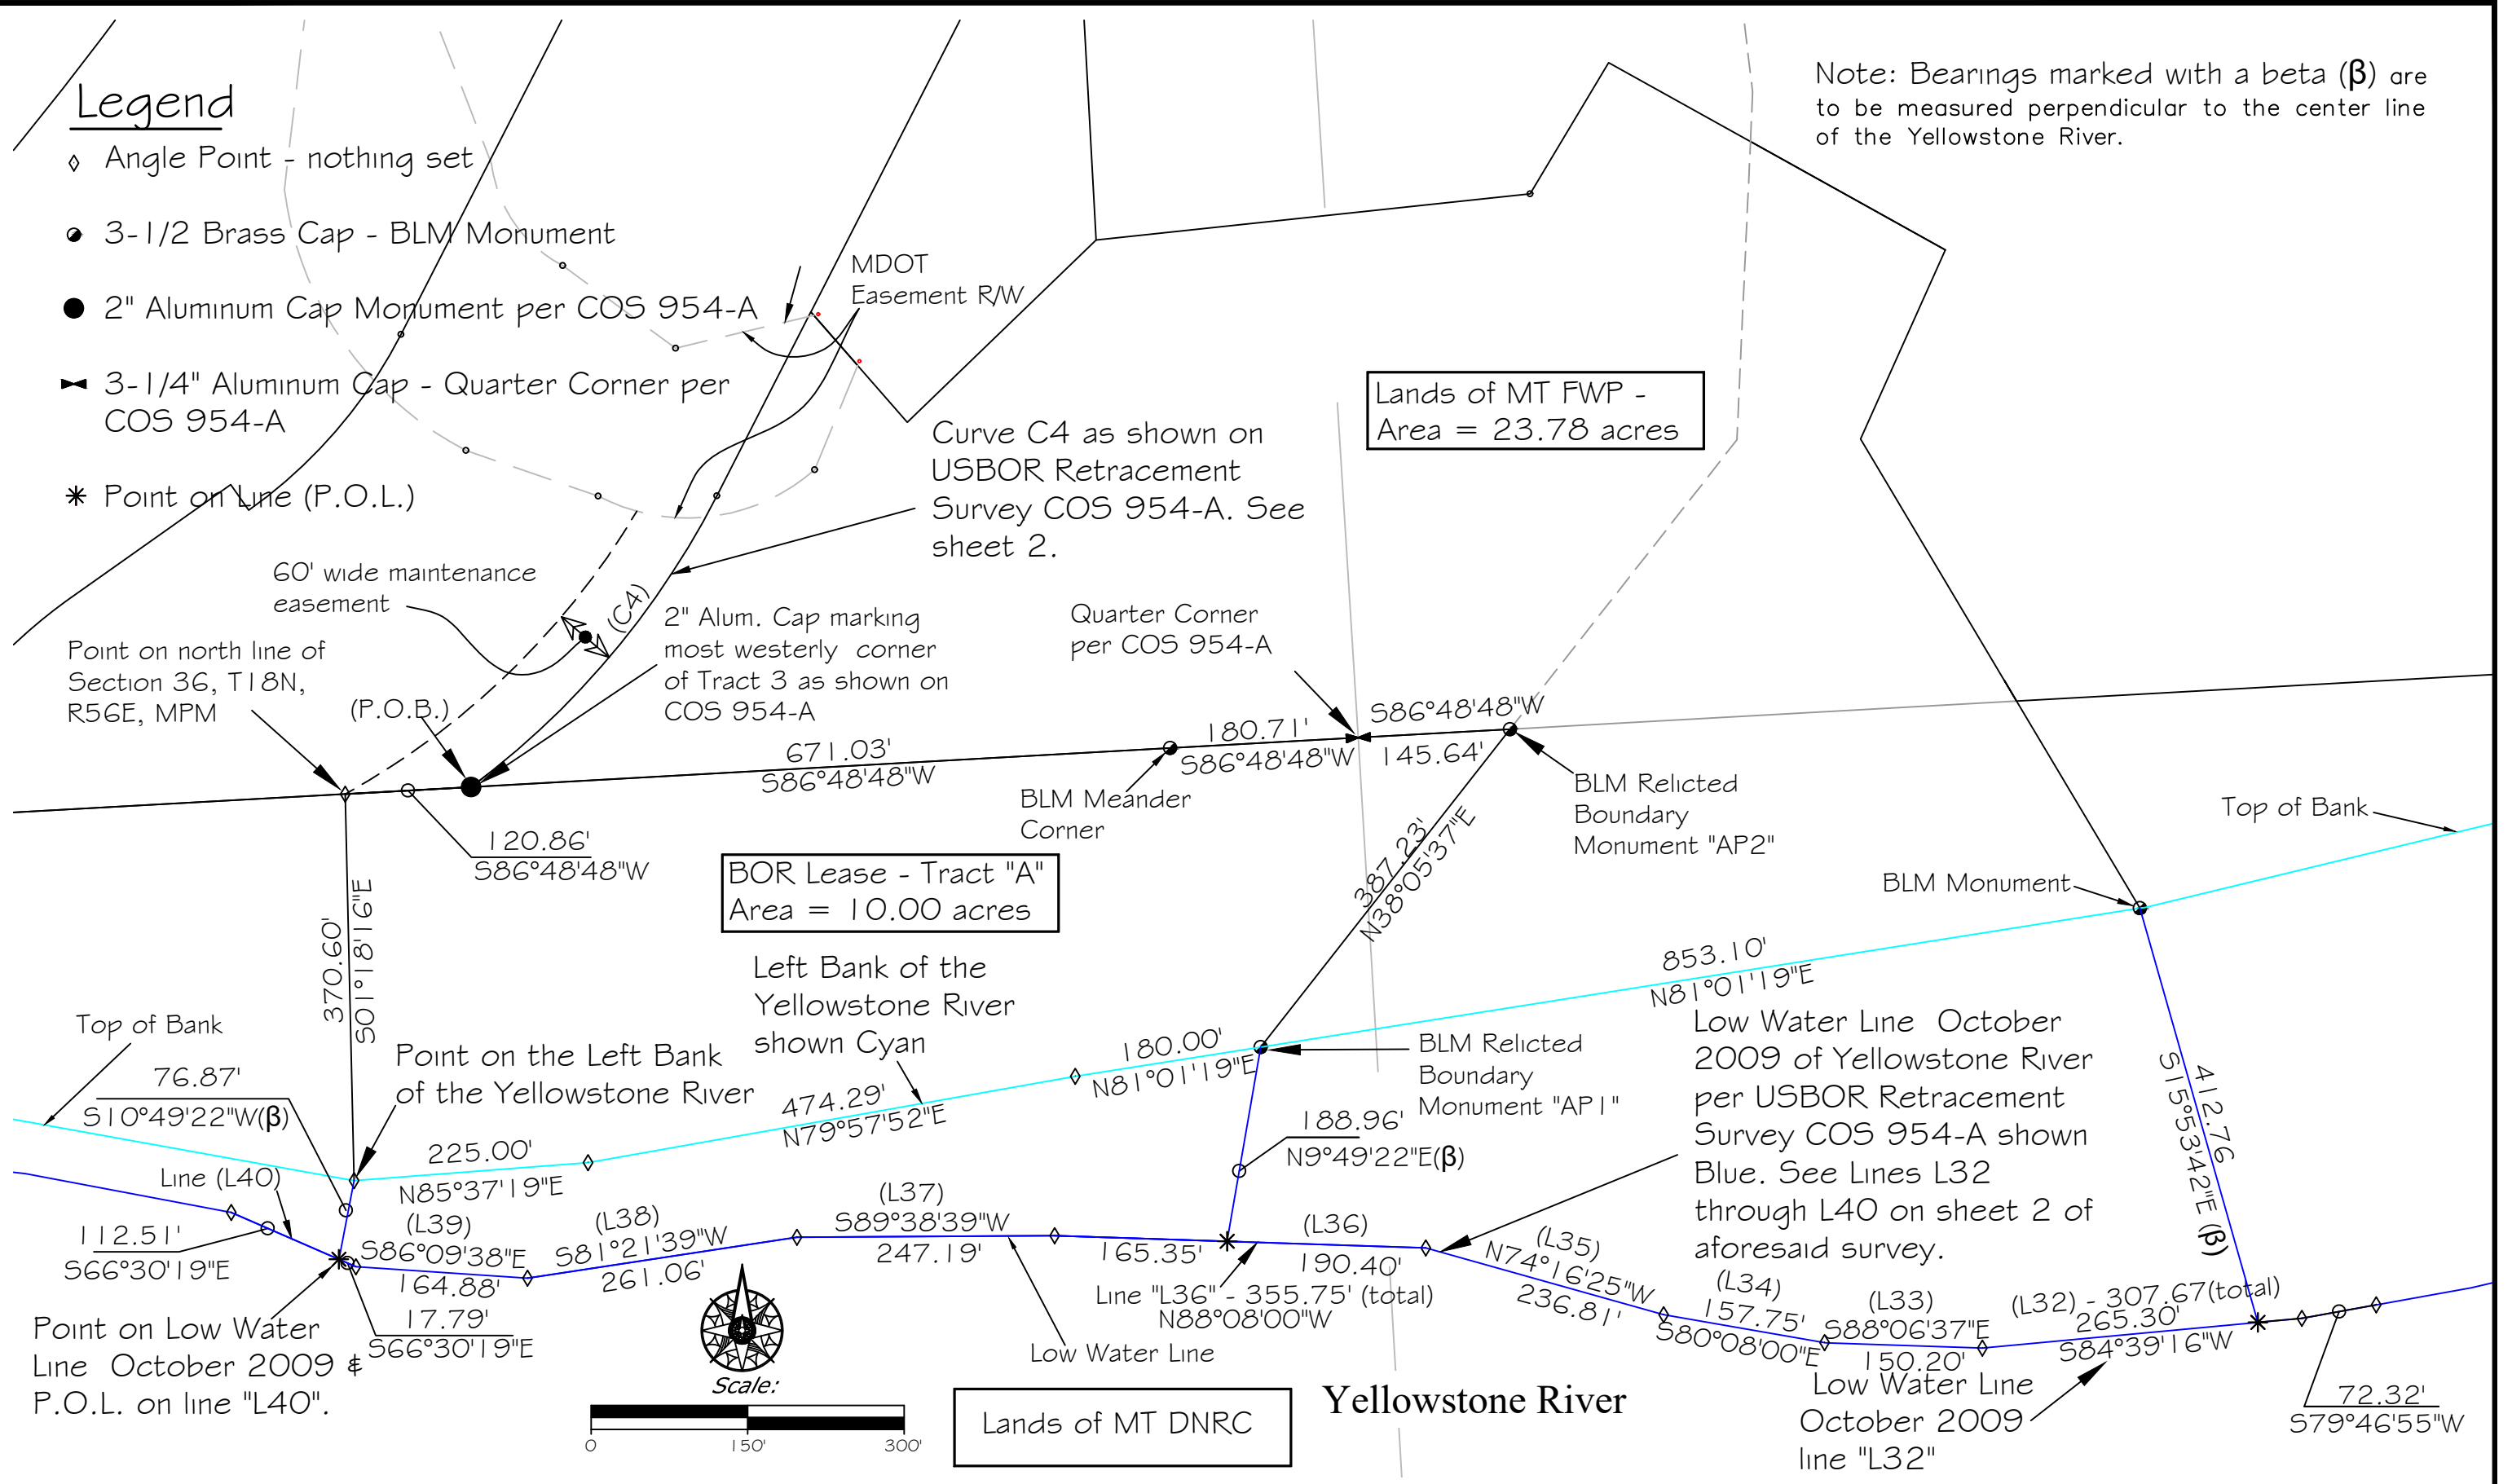 Legend
Angle Point - nothing set
3-1/2 Brass Cap - BLM Monument
2" Aluminum Cap Monument per COS 954-A
3-1/4" Aluminum Cap - Quarter Corner per
COS 954-A
Point on Line (P.O.L.)
Note: Bearings marked with a beta (β) are
to be measured perpendicular to the center line
of the Yellowstone River.
MDOT
Easement R/W
Lands of MT FWP -
Area = 23.78 acres
Curve C4 as shown on
USBOR Retracement
Survey COS 954-A. See
sheet 2.
60' wide maintenance
easement
(C4)
2" Alum. Cap marking
most westerly corner
of Tract 3 as shown on
COS 954-A
Quarter Corner
per COS 954-A
Point on north line of
Section 36, T18N,
R56E, MPM
(P.O.B.)
671.03'
S86°48'48"W
180.71'
S86°48'48"W
S86°48'48"W
145.64'
BLM Meander
Corner
BLM Relicted
Boundary
Monument "AP2"
120.86'
S86°48'48"W
387.23'
N38°05'37"E
Top of Bank
BLM Monument
BOR Lease - Tract "A"
Area = 10.00 acres
370.60'
S01°18'16"E
Left Bank of the
Yellowstone River
shown Cyan
853.10'
N81°01'19"E
Top of Bank
76.87'
S10°49'22"W(β)
Point on the Left Bank
of the Yellowstone River
180.00'
N81°01'19"E
474.29'
N79°57'52"E
225.00'
N85°37'19"E
BLM Relicted
Boundary
Monument "AP1"
188.96'
N9°49'22"E(β)
Low Water Line October
2009 of Yellowstone River
per USBOR Retracement
Survey COS 954-A shown
Blue. See Lines L32
through L40 on sheet 2 of
aforesaid survey.
412.76
S15°53'42"E (β)
Line (L40)
112.51'
S66°30'19"E
(L39)
S86°09'38"E
164.88'
17.79'
S66°30'19"E
(L38)
S81°21'39"W
261.06'
(L37)
S89°38'39"W
247.19'
165.35'
(L36)
190.40'
Line "L36" - 355.75' (total)
N88°08'00"W
(L35)
N74°16'25"W
236.81'
(L34)
157.75'
S80°08'00"E
(L33)
S88°06'37"E
150.20'
(L32) - 307.67(total)
265.30'
S84°39'16"W
72.32'
S79°46'55"W
Point on Low Water
Line October 2009 &
P.O.L. on line "L40".
Low Water Line
Low Water Line
October 2009
line "L32"
Scale:
0
150'
300'
Lands of MT DNRC
Yellowstone River